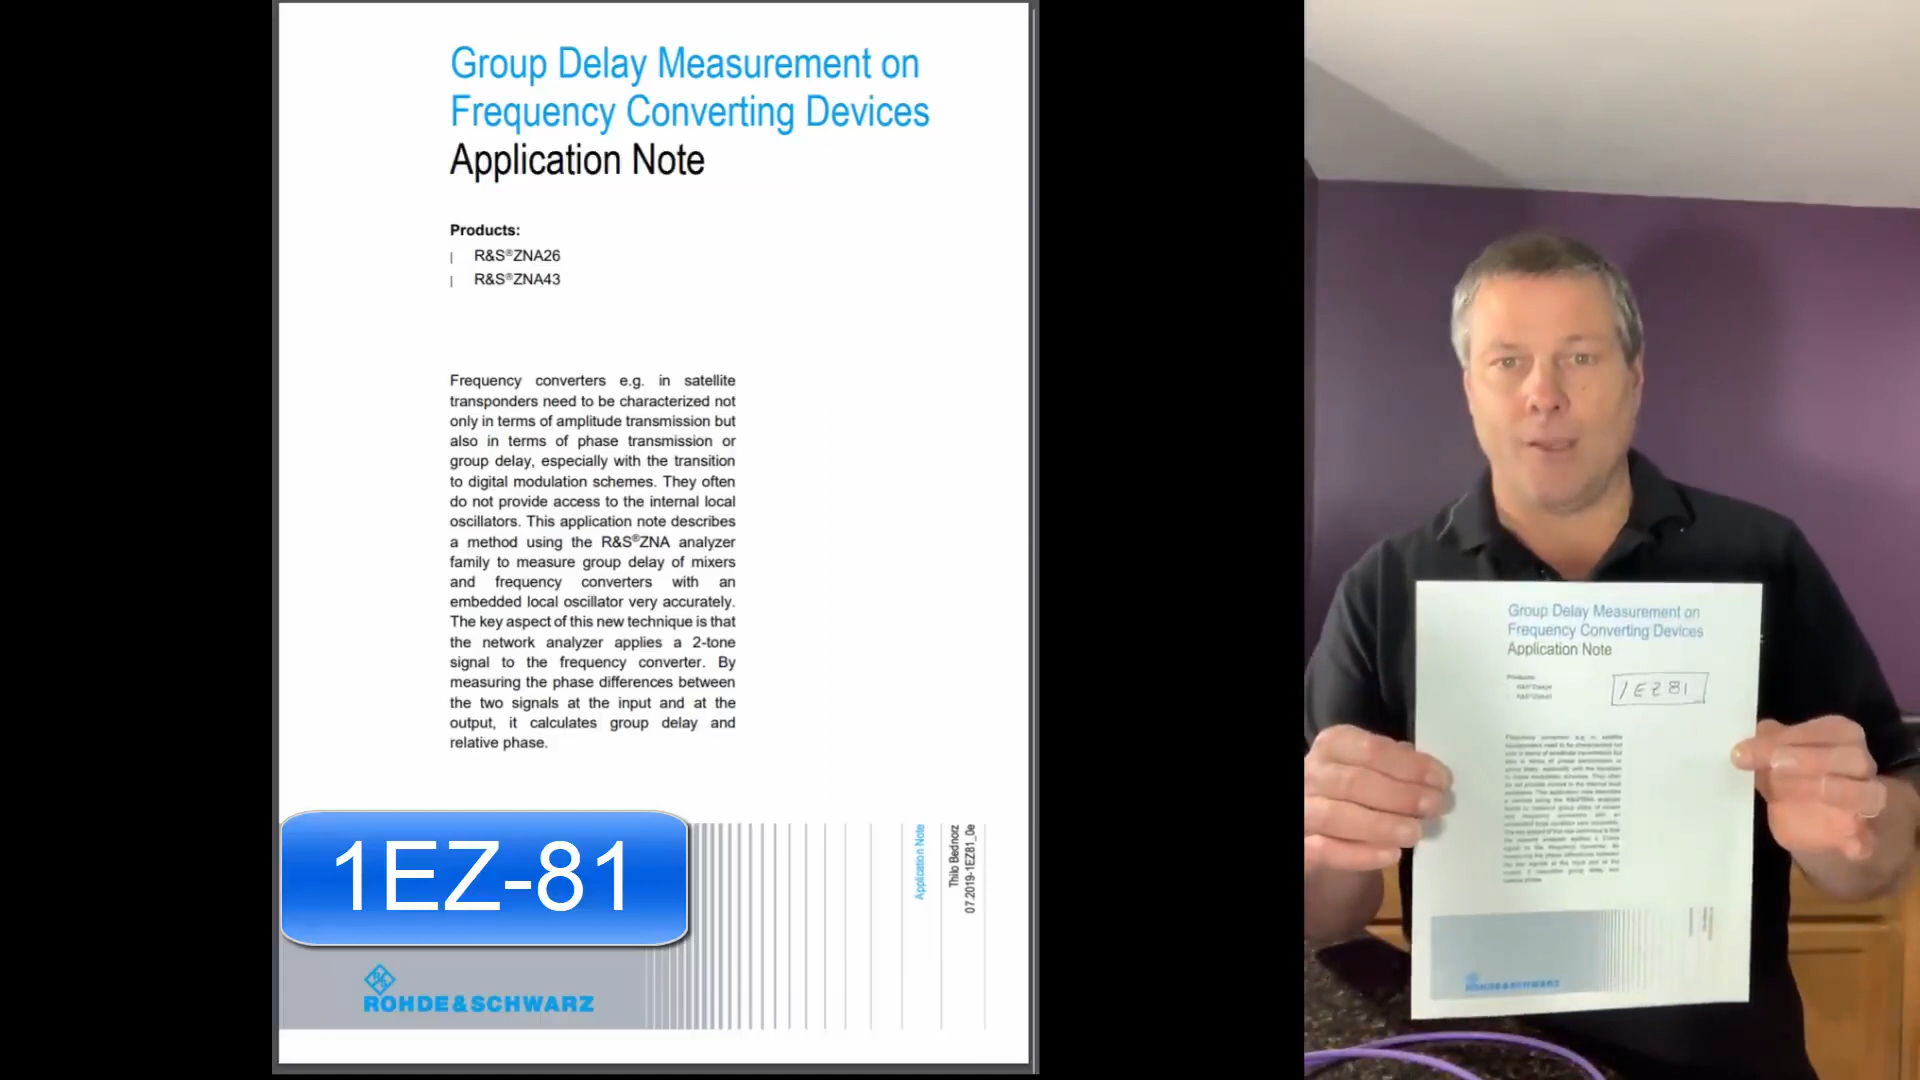 Group Delay Measurement on
Frequency Converting Devices
Application Note
Products:
| R&S®ZNA26
| R&S®ZNA43
Frequency converters e.g. in satellite
transponders need to be characterized not
only in terms of amplitude transmission but
also in terms of phase transmission or
group delay, especially with the transition
to digital modulation schemes. They often
do not provide access to the internal local
oscillators. This application note describes
a method using the R&S®ZNA analyzer
family to measure group delay of mixers
and frequency converters with an
embedded local oscillator very accurately.
The key aspect of this new technique is that
the network analyzer applies a 2-tone
signal to the frequency converter. By
measuring the phase differences between
the two signals at the input and at the
output, it calculates group delay and
relative phase.
1EZ-81
Application Note
Thilo Bednorz
07.2019-1EZ81_0e
ROHDE&SCHWARZ
Group Delay Measurement on
Frequency Converting Devices
Application Note
Products:
1EZ81
ROHDE&SCHWARZ